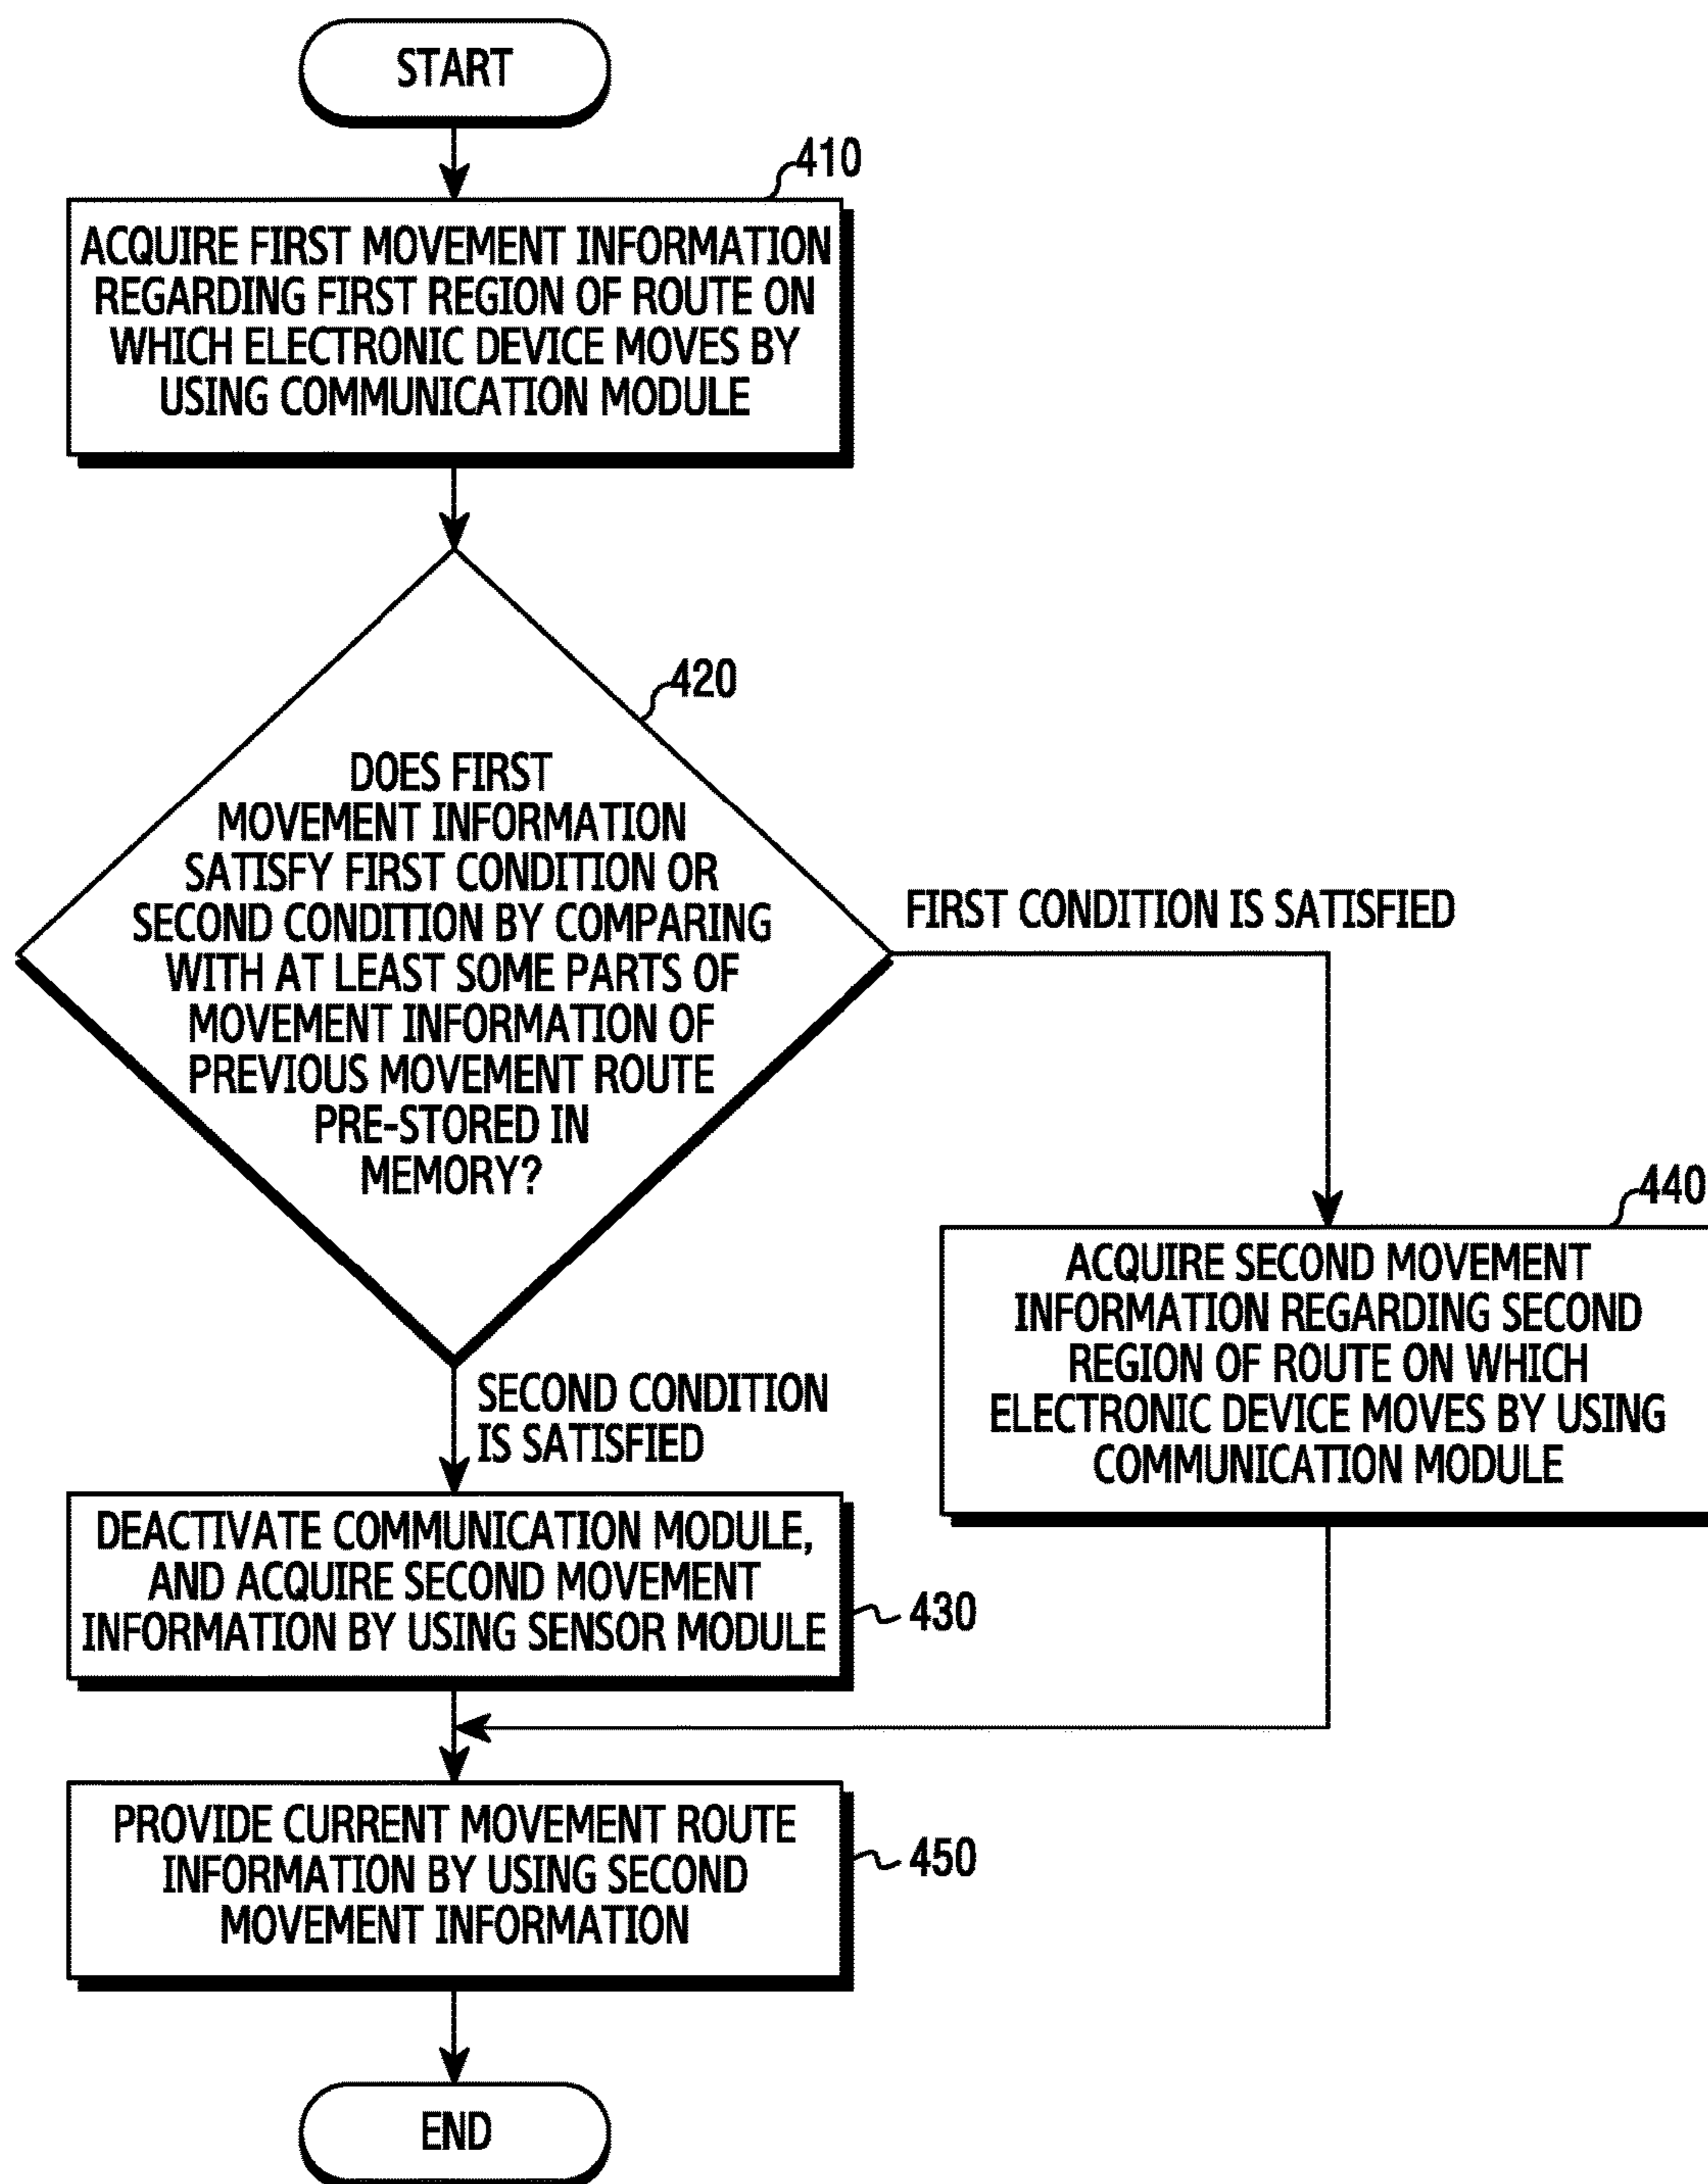 START
410
ACQUIRE FIRST MOVEMENT INFORMATION
REGARDING FIRST REGION OF ROUTE ON
WHICH ELECTRONIC DEVICE MOVES BY
USING COMMUNICATION MODULE
420
DOES FIRST
MOVEMENT INFORMATION
SATISFY FIRST CONDITION OR
SECOND CONDITION BY COMPARING
WITH AT LEAST SOME PARTS OF
MOVEMENT INFORMATION OF
PREVIOUS MOVEMENT ROUTE
PRE-STORED IN
MEMORY?
FIRST CONDITION IS SATISFIED
440
ACQUIRE SECOND MOVEMENT
INFORMATION REGARDING SECOND
REGION OF ROUTE ON WHICH
ELECTRONIC DEVICE MOVES BY USING
COMMUNICATION MODULE
SECOND CONDITION
IS SATISFIED
DEACTIVATE COMMUNICATION MODULE,
AND ACQUIRE SECOND MOVEMENT
INFORMATION BY USING SENSOR MODULE
430
PROVIDE CURRENT MOVEMENT ROUTE
INFORMATION BY USING SECOND
MOVEMENT INFORMATION
450
END